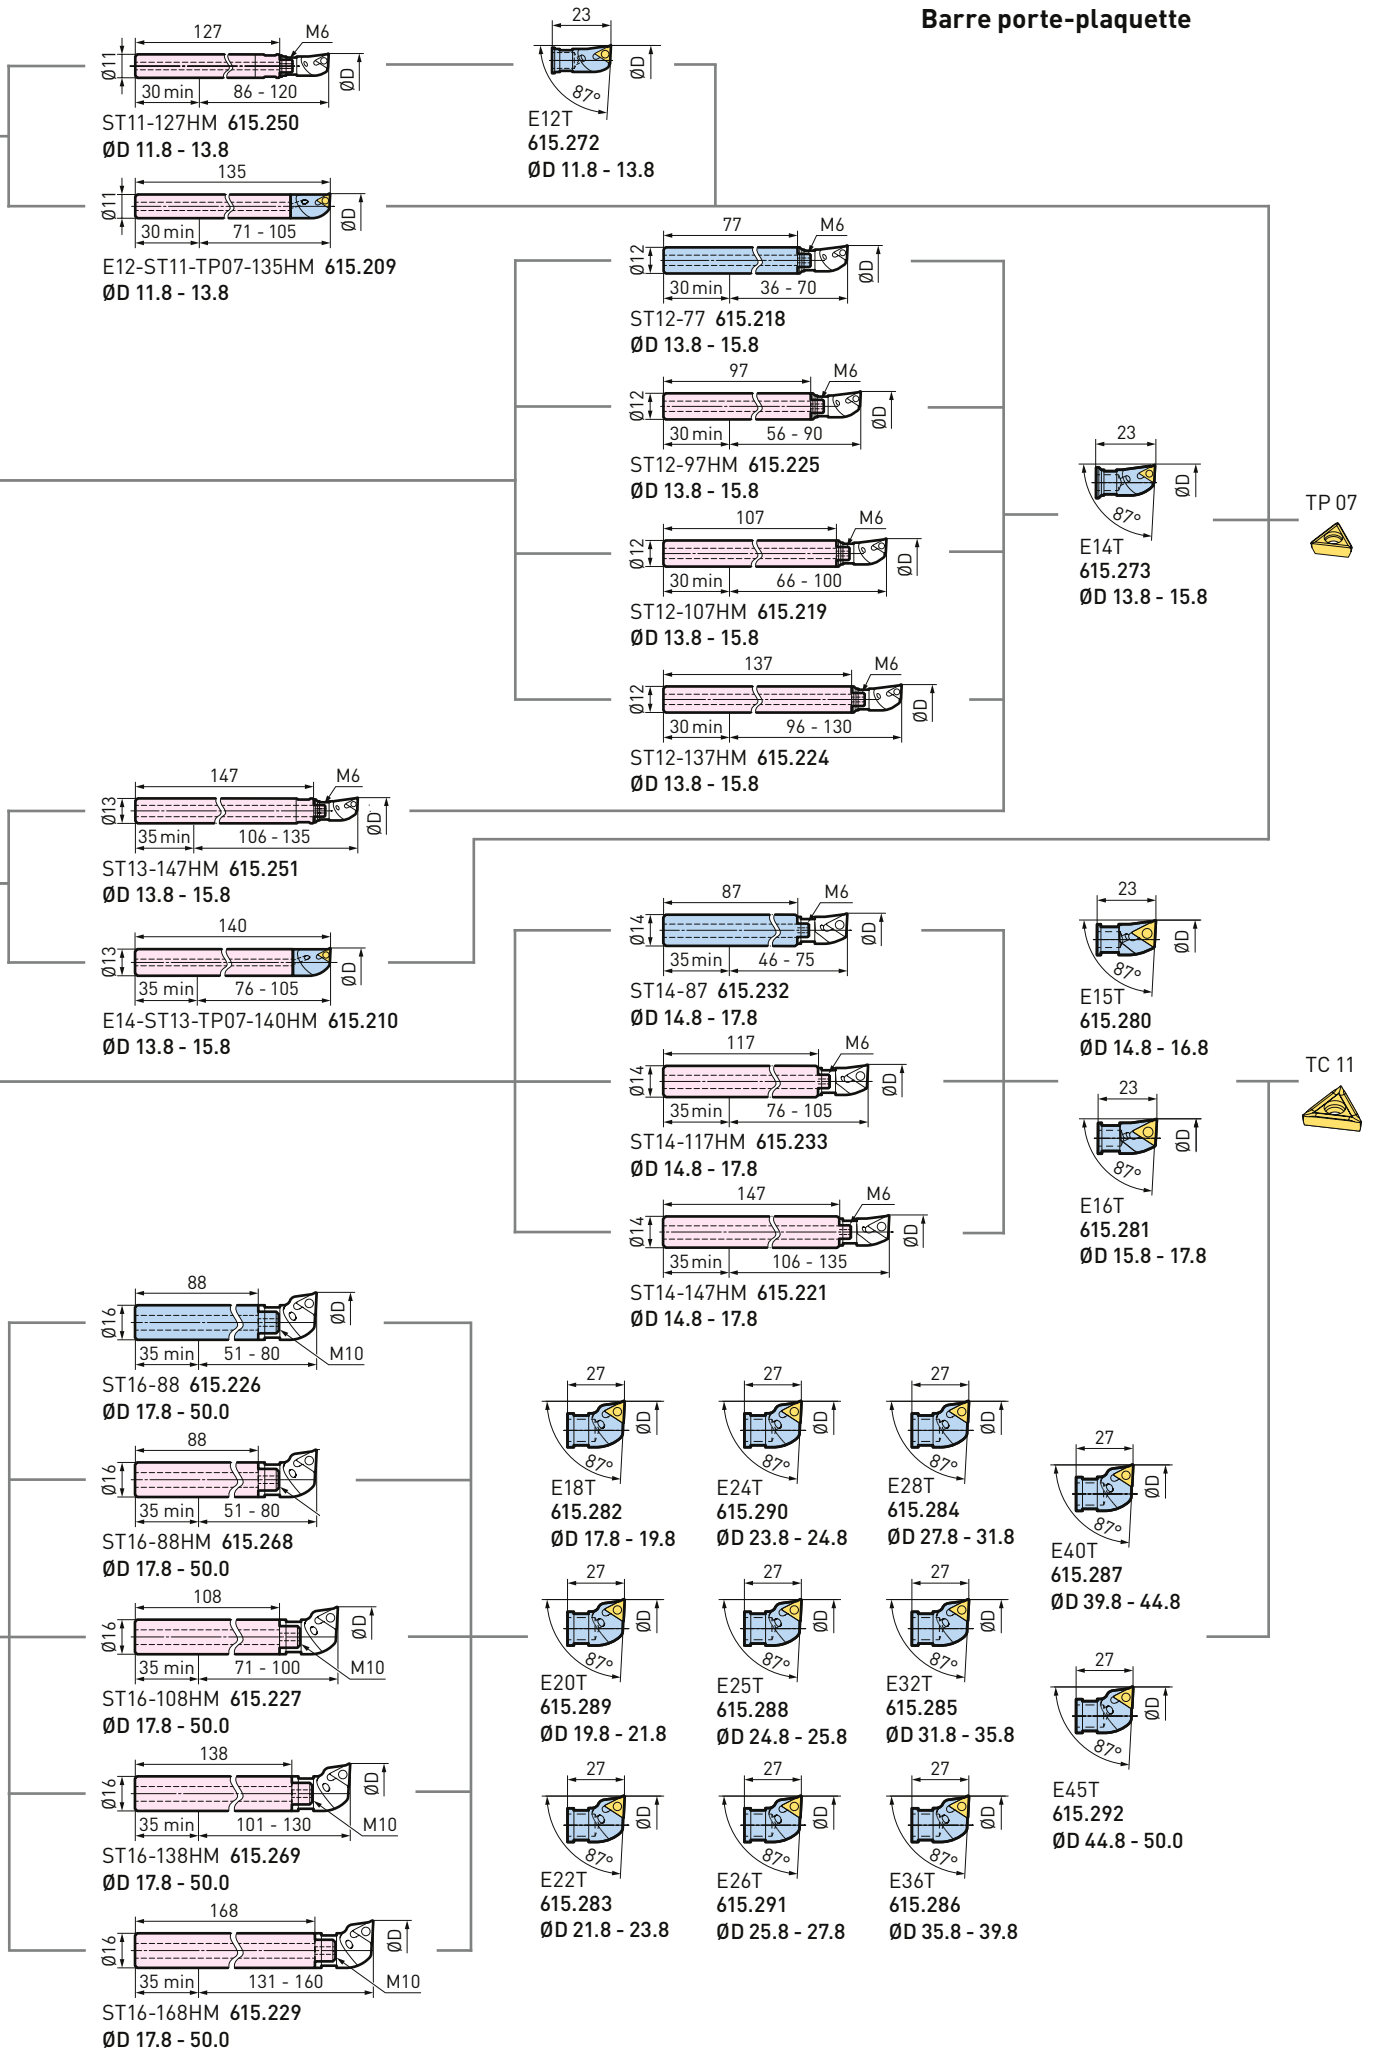 Barre porte-plaquette
127
M6
Ø11
ØD
30 min
86 - 120
ST11-127HM 615.250
ØD 11.8 - 13.8
23
ØD
87°
E12T
615.272
ØD 11.8 - 13.8
135
Ø11
ØD
30 min
71 - 105
E12-ST11-TP07-135HM 615.209
ØD 11.8 - 13.8
77
M6
Ø12
ØD
30 min
36 - 70
ST12-77 615.218
ØD 13.8 - 15.8
97
M6
Ø12
ØD
30 min
56 - 90
ST12-97HM 615.225
ØD 13.8 - 15.8
107
M6
Ø12
ØD
30 min
66 - 100
ST12-107HM 615.219
ØD 13.8 - 15.8
137
M6
Ø12
ØD
30 min
96 - 130
ST12-137HM 615.224
ØD 13.8 - 15.8
23
ØD
87°
E14T
615.273
ØD 13.8 - 15.8
TP 07
147
M6
Ø13
ØD
35 min
106 - 135
ST13-147HM 615.251
ØD 13.8 - 15.8
140
Ø13
ØD
35 min
76 - 105
E14-ST13-TP07-140HM 615.210
ØD 13.8 - 15.8
87
M6
Ø14
ØD
35 min
46 - 75
ST14-87 615.232
ØD 14.8 - 17.8
117
M6
Ø14
ØD
35 min
76 - 105
ST14-117HM 615.233
ØD 14.8 - 17.8
147
M6
Ø14
ØD
35 min
106 - 135
ST14-147HM 615.221
ØD 14.8 - 17.8
23
ØD
87°
E15T
615.280
ØD 14.8 - 16.8
23
ØD
87°
E16T
615.281
ØD 15.8 - 17.8
TC 11
88
Ø16
ØD
35 min
51 - 80
M10
ST16-88 615.226
ØD 17.8 - 50.0
88
Ø16
35 min
51 - 80
ST16-88HM 615.268
ØD 17.8 - 50.0
108
Ø16
ØD
35 min
71 - 100
M10
ST16-108HM 615.227
ØD 17.8 - 50.0
138
Ø16
ØD
35 min
101 - 130
M10
ST16-138HM 615.269
ØD 17.8 - 50.0
168
Ø16
ØD
35 min
131 - 160
M10
ST16-168HM 615.229
ØD 17.8 - 50.0
27
ØD
87°
E18T
615.282
ØD 17.8 - 19.8
27
ØD
87°
E24T
615.290
ØD 23.8 - 24.8
27
ØD
87°
E28T
615.284
ØD 27.8 - 31.8
27
ØD
87°
E40T
615.287
ØD 39.8 - 44.8
27
ØD
87°
E20T
615.289
ØD 19.8 - 21.8
27
ØD
87°
E25T
615.288
ØD 24.8 - 25.8
27
ØD
87°
E32T
615.285
ØD 31.8 - 35.8
27
ØD
87°
E45T
615.292
ØD 44.8 - 50.0
27
ØD
87°
E22T
615.283
ØD 21.8 - 23.8
27
ØD
87°
E26T
615.291
ØD 25.8 - 27.8
27
ØD
87°
E36T
615.286
ØD 35.8 - 39.8